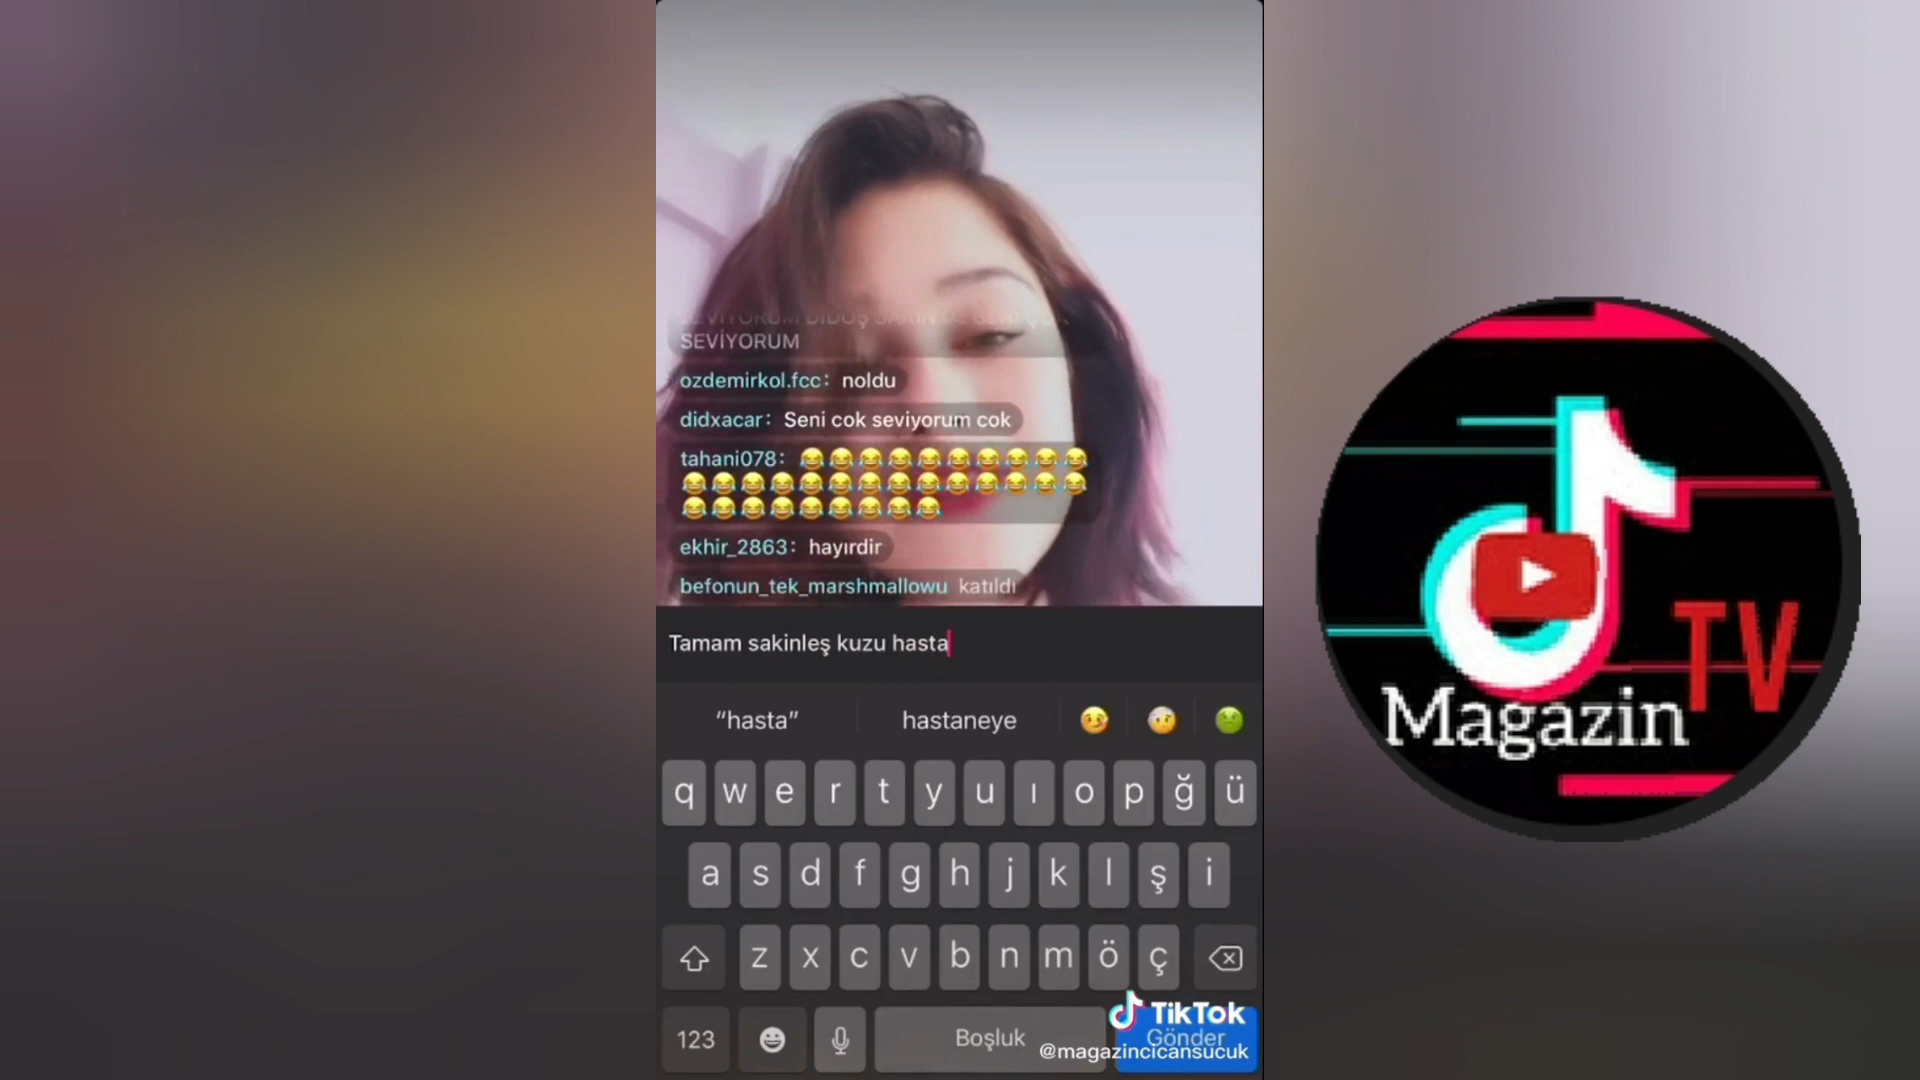 SEVİYORUM
ozdemirkol.fcc: noldu
didxacar: Seni cok seviyorum cok
tahani078: 😂😂😂😂😂😂😂😂😂😂
😂😂😂😂😂😂😂😂😂😂😂😂😂😂
😂😂😂😂😂😂😂😂😂
ekhir_2863: hayırdir
befonun_tek_marshmallowu katıldı
Tamam sakinleş kuzu hasta
“hasta” hastaneye 🤒 🤕 🤢
q w e r t y u ı o p ğ ü
a s d f g h j k l ş i
z x c v b n m ö ç
123 Boşluk Gönder
TikTok
@magazincicansucuk
TV
Magazin